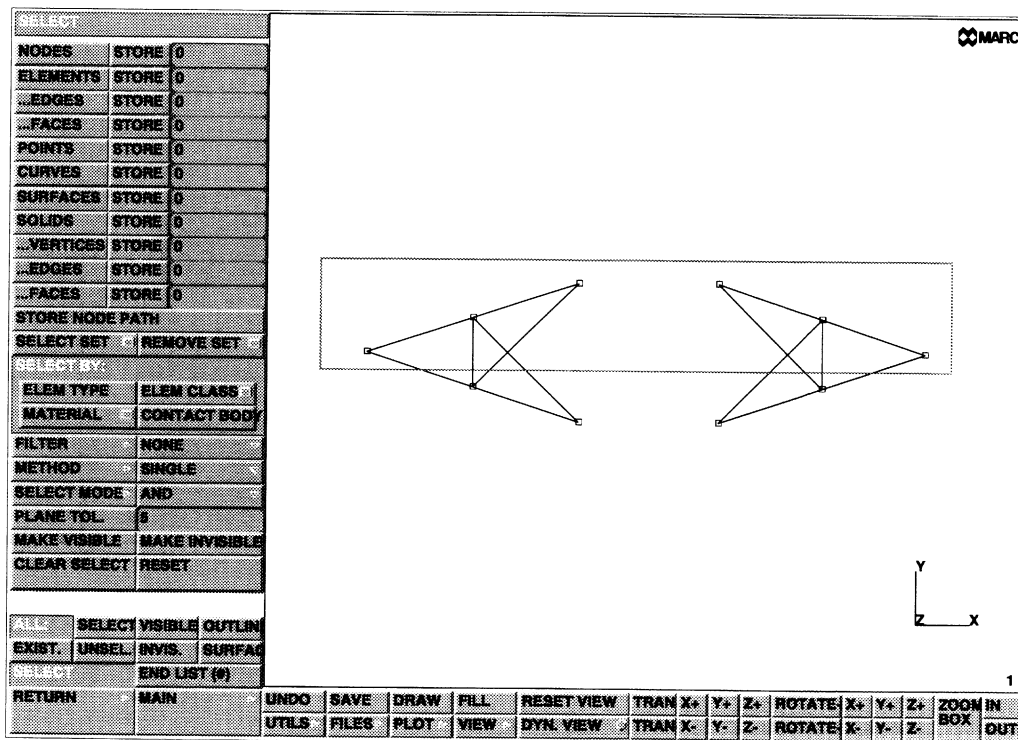 SELECT
MARC
NODES STORE 0
ELEMENTS STORE 0
...EDGES STORE 0
...FACES STORE 0
POINTS STORE 0
CURVES STORE 0
SURFACES STORE 0
SOLIDS STORE 0
...VERTICES STORE 0
...EDGES STORE 0
...FACES STORE 0
STORE NODE PATH
SELECT SET REMOVE SET
SELECT BY:
ELEM TYPE ELEM CLASS
MATERIAL CONTACT BODY
FILTER NONE
METHOD SINGLE
SELECT MODE AND
PLANE TOL.
MAKE VISIBLE MAKE INVISIBLE
CLEAR SELECT RESET
Y
Z X
ALL: SELECT VISIBLE OUTLIN
EXIST. UNSEL. INVIS. SURFAC
SELECT END LIST (#)
1
RETURN MAIN UNDO SAVE DRAW FILL RESET VIEW TRAN X+ Y+ Z+ ROTATE X+ Y+ Z+ ZOOM BOX IN
UTILS FILES PLOT VIEW DYN. VIEW TRAN X- Y- Z- ROTATE X- Y- Z- OUT